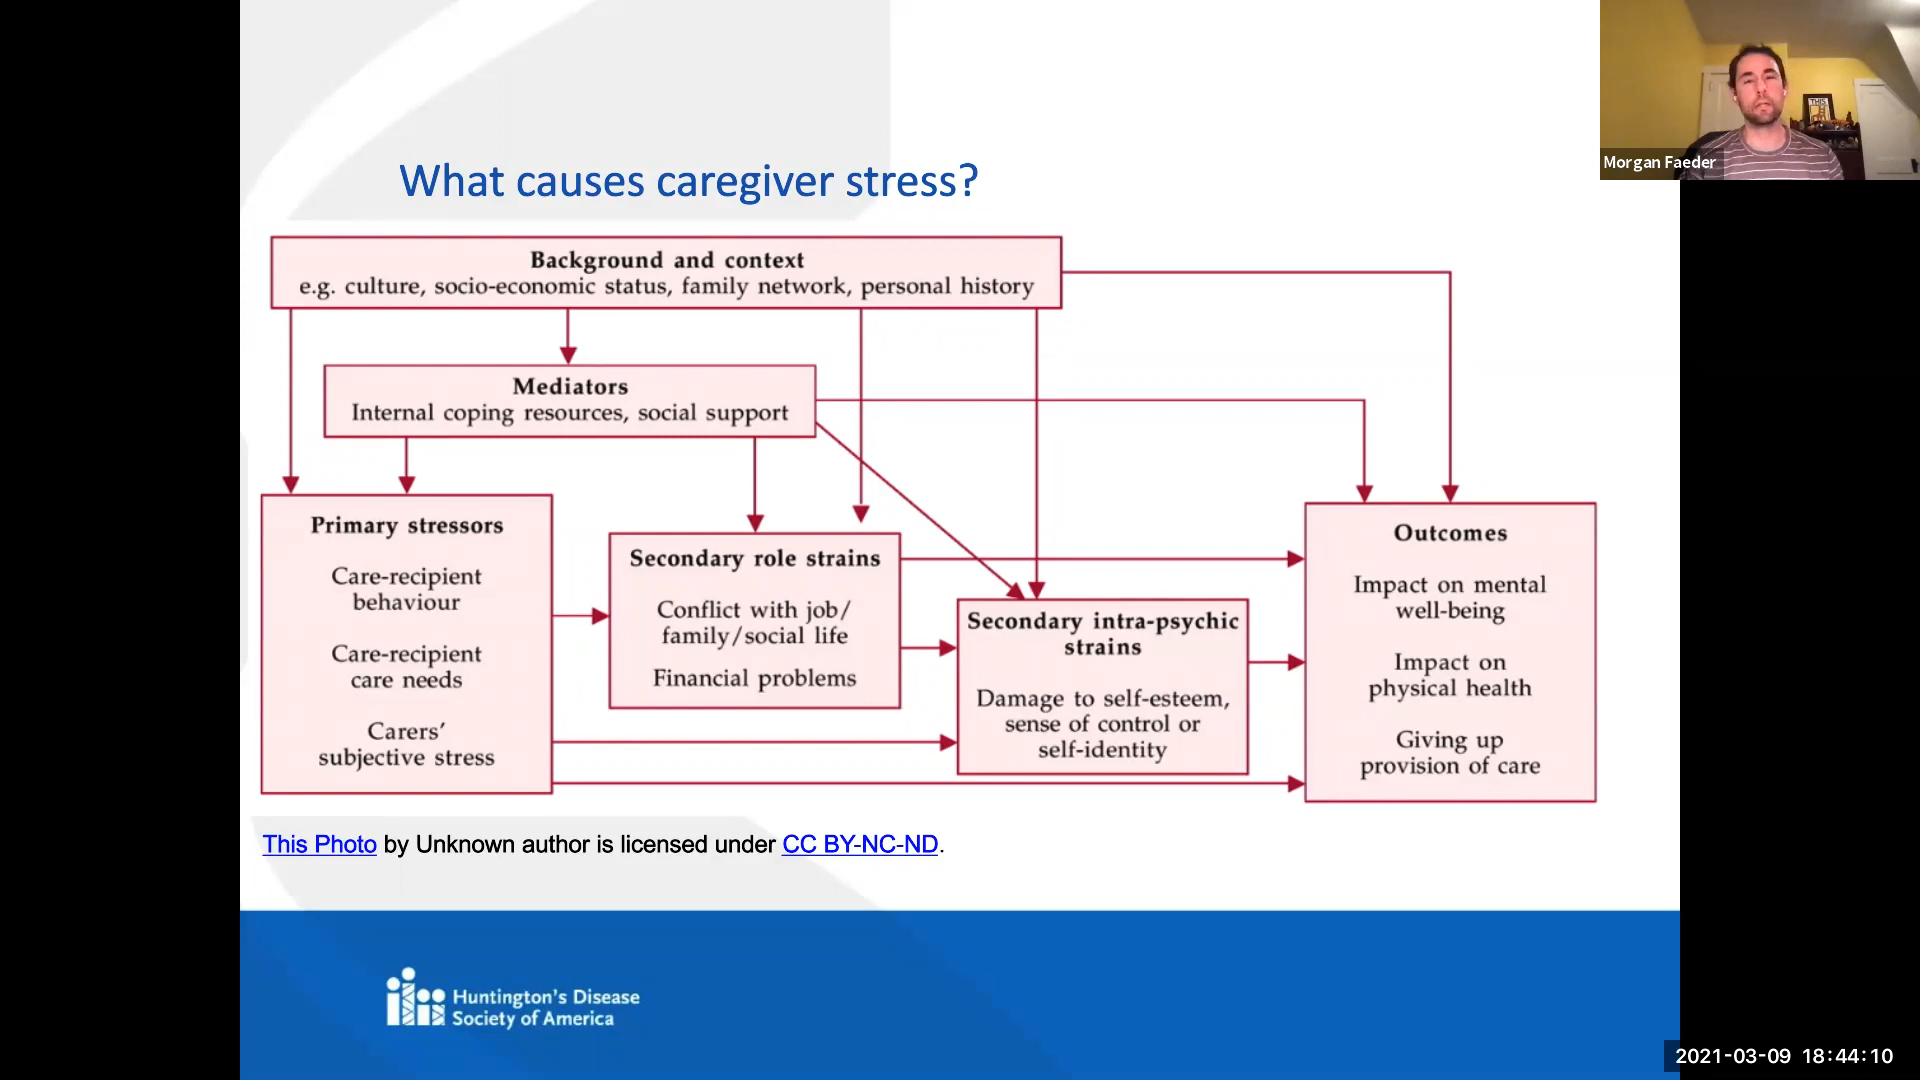 What causes caregiver stress?
Background and context
e.g. culture, socio-economic status, family network, personal history
Mediators
Internal coping resources, social support
Primary stressors
Care-recipient
behaviour
Care-recipient
care needs
Carers’
subjective stress
Secondary role strains
Conflict with job/
family/social life
Financial problems
Secondary intra-psychic
strains
Damage to self-esteem,
sense of control or
self-identity
Outcomes
Impact on mental
well-being
Impact on
physical health
Giving up
provision of care
This Photo by Unknown author is licensed under CC BY-NC-ND.
Huntington’s Disease
Society of America
THIS
Morgan Faeder
2021-03-09 18:44:10